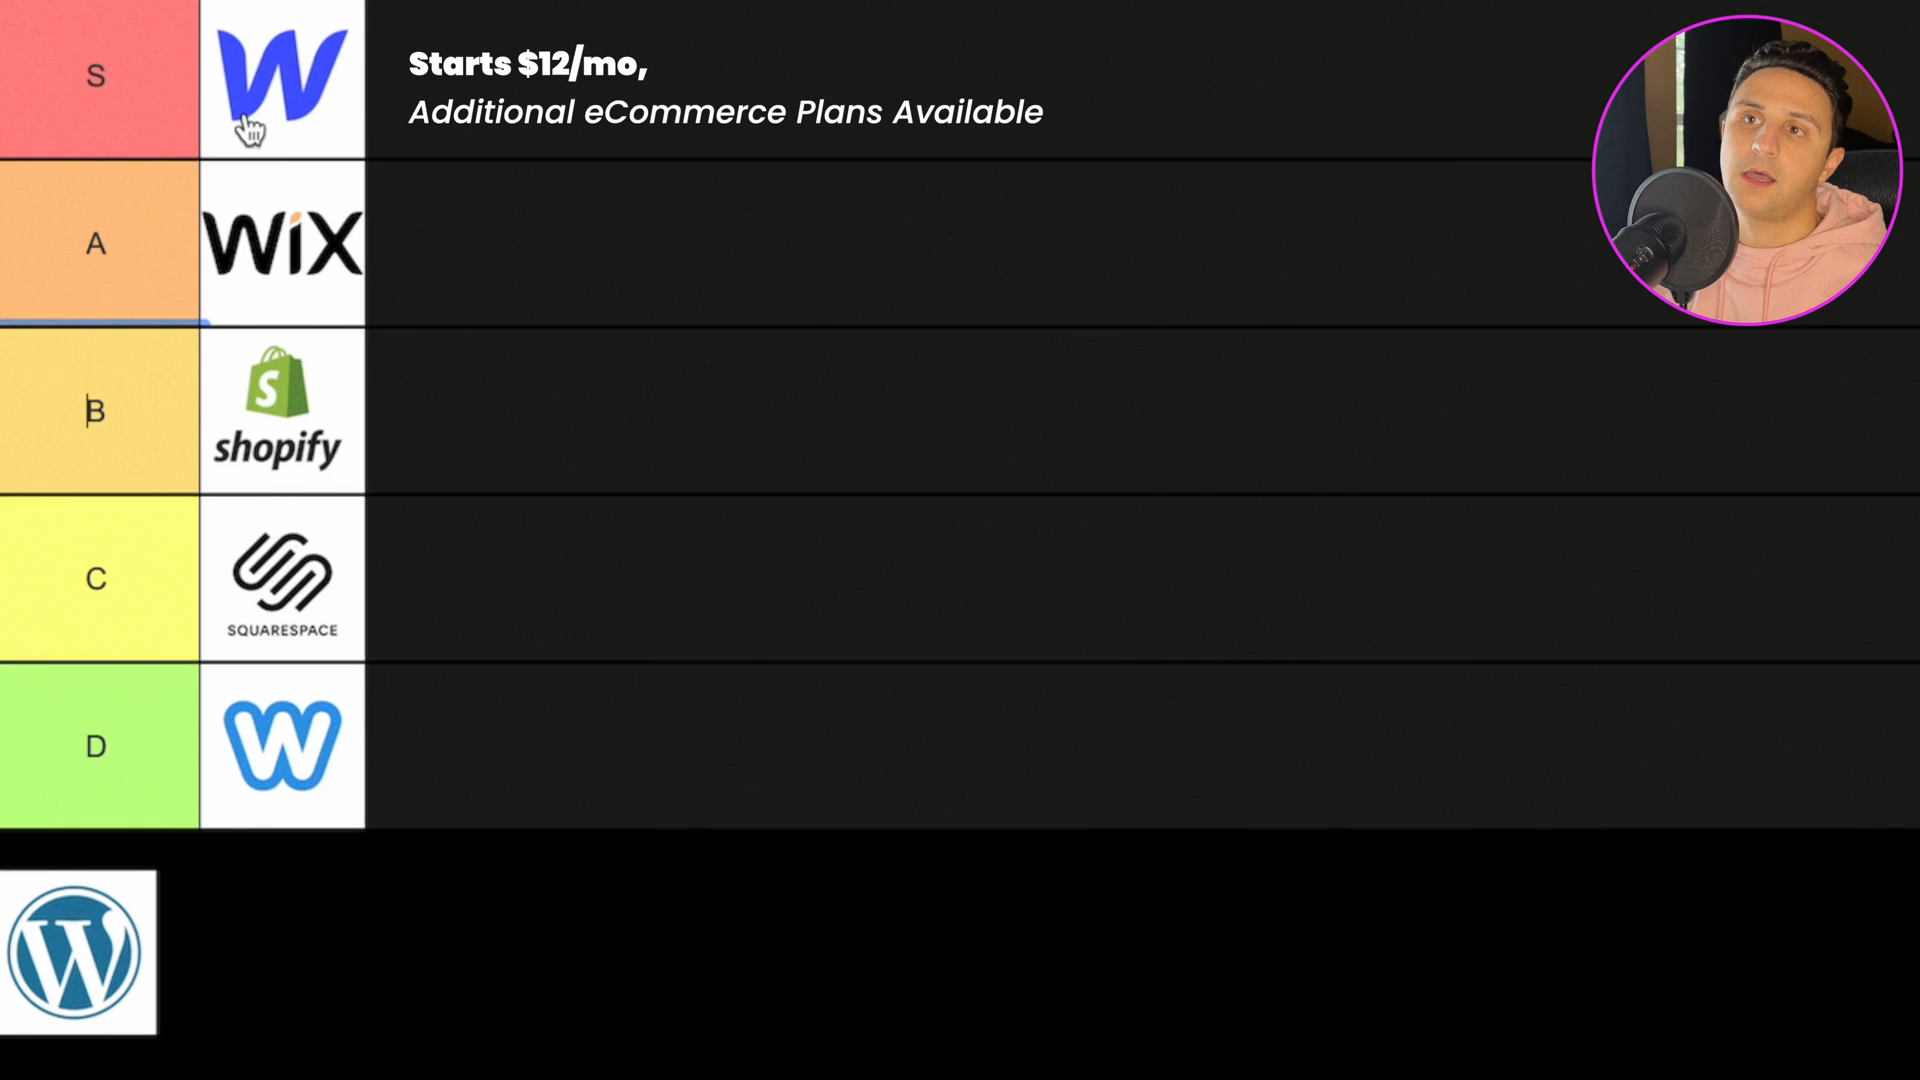 S
Starts $12/mo,
Additional eCommerce Plans Available
A
WiX
B
S
shopify
C
SQUARESPACE
D
W